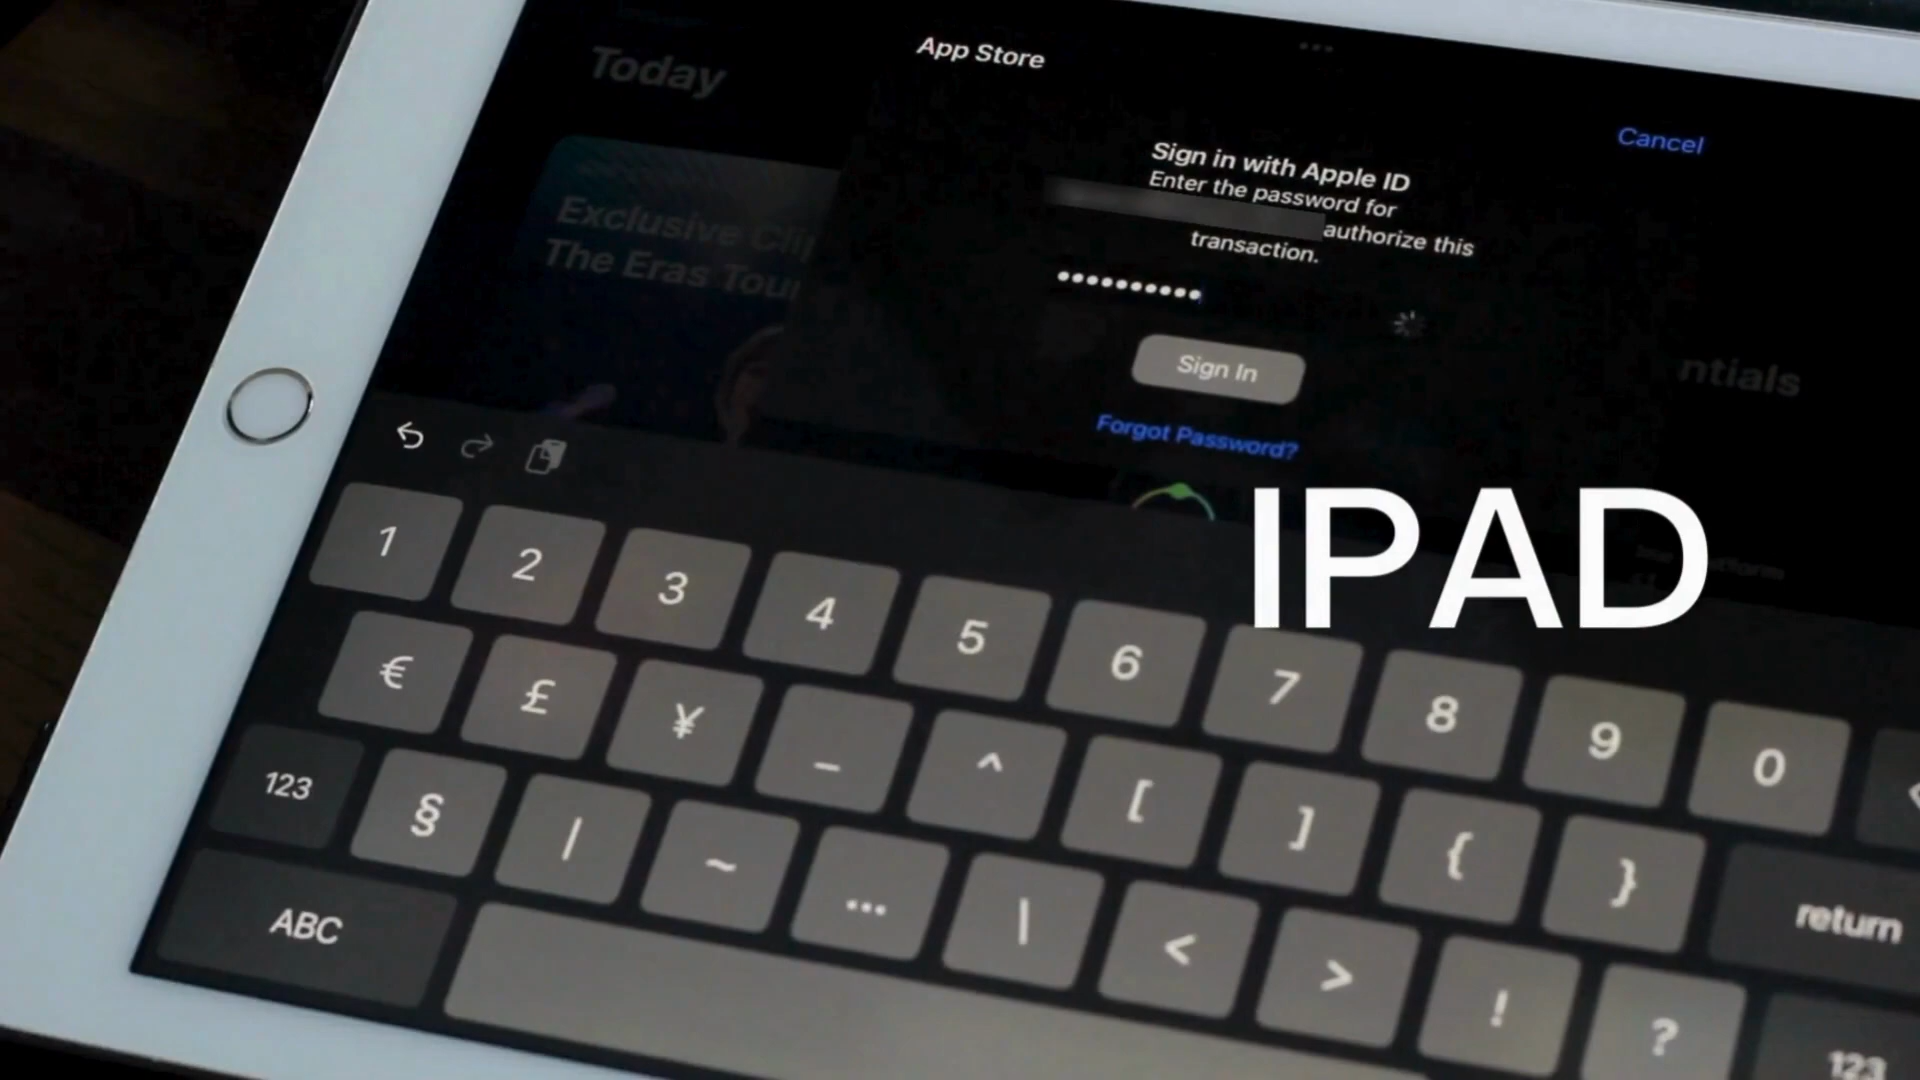 Today
App Store
Cancel
Sign in with Apple ID
Enter the password for
authorize this
transaction.
Exclusive Clip
The Eras Tour
••••••••••
Sign In
ntials
Forgot Password?
IPAD
1 2 3 4 5 6 7 8 9 0
€ £ ¥ _ ^ [ ] { } return
123 § | ~ … \ < > ! ? 123
ABC